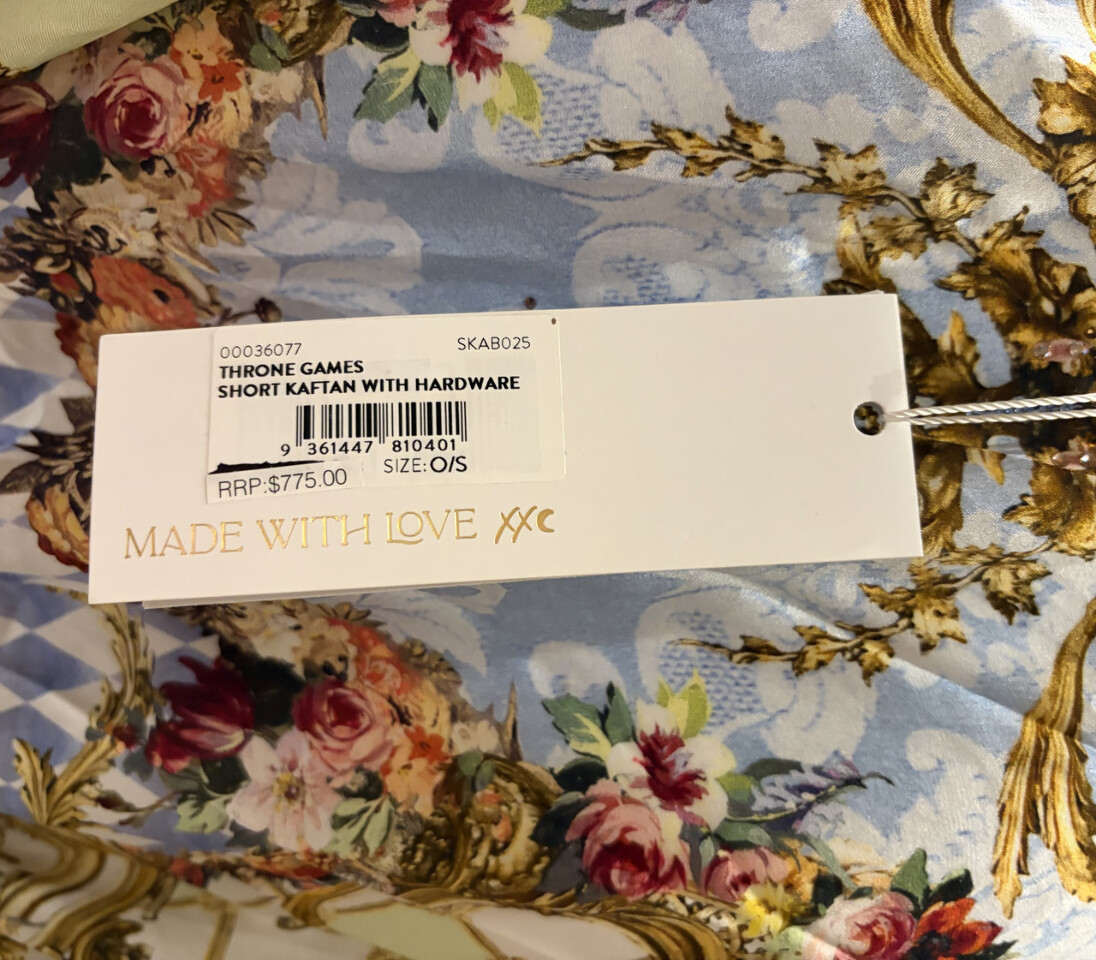 00036077 SKAB025
THRONE GAMES
SHORT KAFTAN WITH HARDWARE
9 361447 810401
SIZE: O/S
RRP:$775.00
MADE WITH LOVE XXC